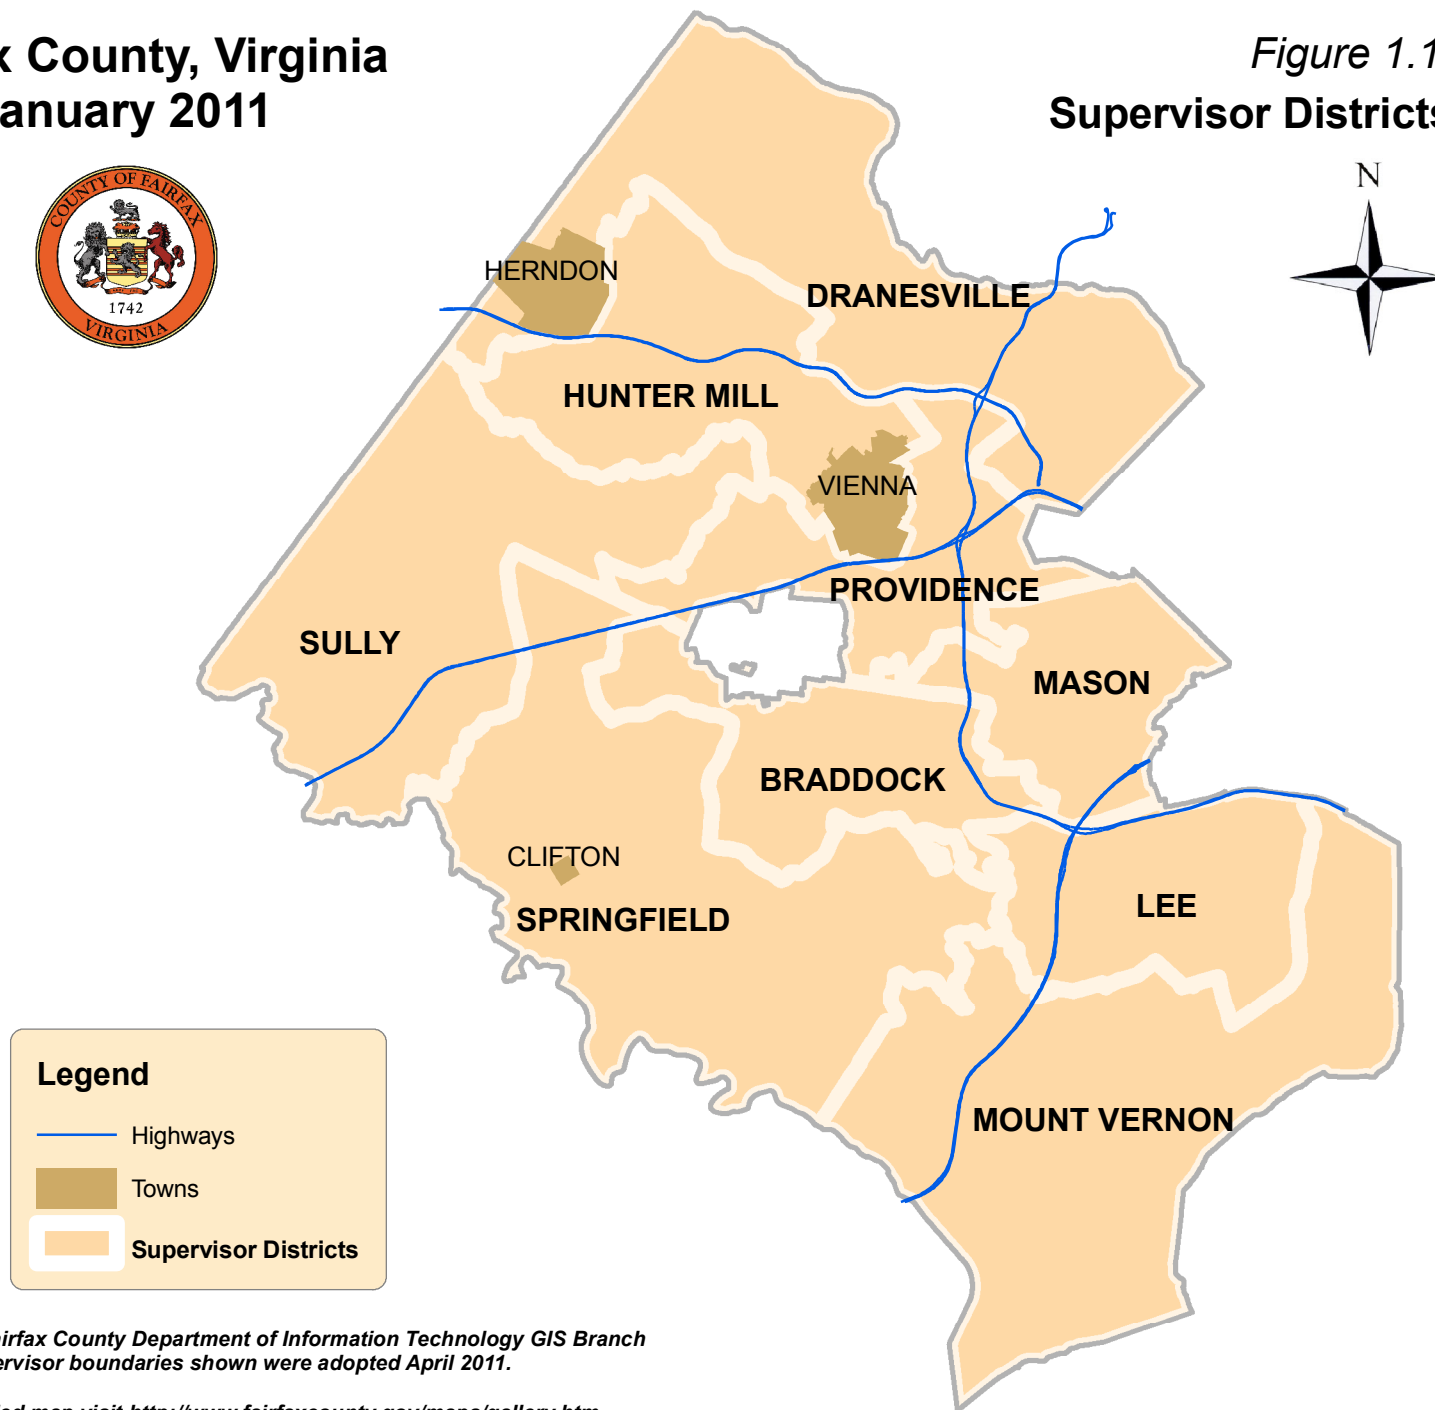 x County, Virginia
anuary 2011
Figure 1.1
Supervisor Districts
COUNTY OF FAIRFAX
1742
VIRGINIA
N
HERNDON
DRANESVILLE
HUNTER MILL
VIENNA
PROVIDENCE
SULLY
MASON
BRADDOCK
CLIFTON
LEE
SPRINGFIELD
MOUNT VERNON
Legend
Highways
Towns
Supervisor Districts
airfax County Department of Information Technology GIS Branch
ervisor boundaries shown were adopted April 2011.